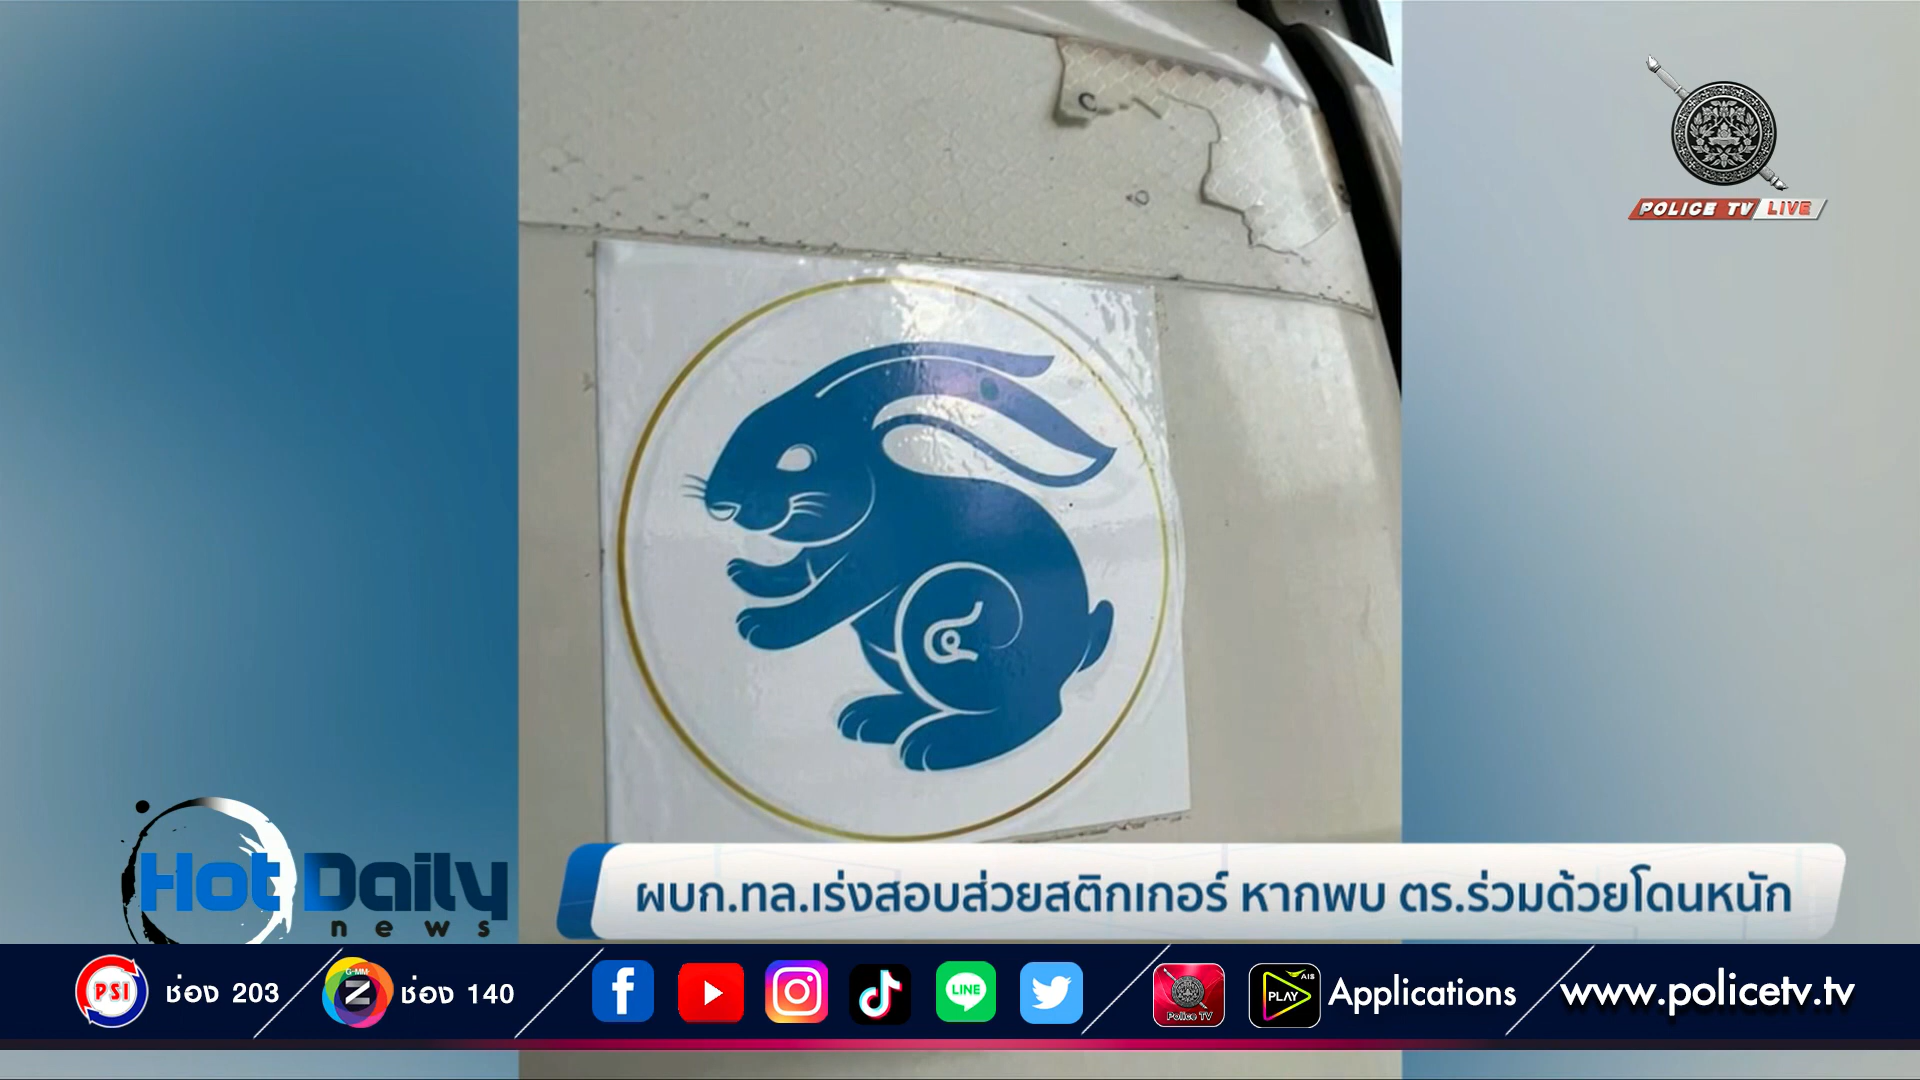 POLICE TV LIVE
๔
Hot Daily
news
ผบก.ทล.เร่งสอบส่วยสติกเกอร์ หากพบ ตร.ร่วมด้วยโดนหนัก
PSI ช่อง 203
G-MM Z ช่อง 140
LINE
Police TV
AIS PLAY
Applications
www.policetv.tv